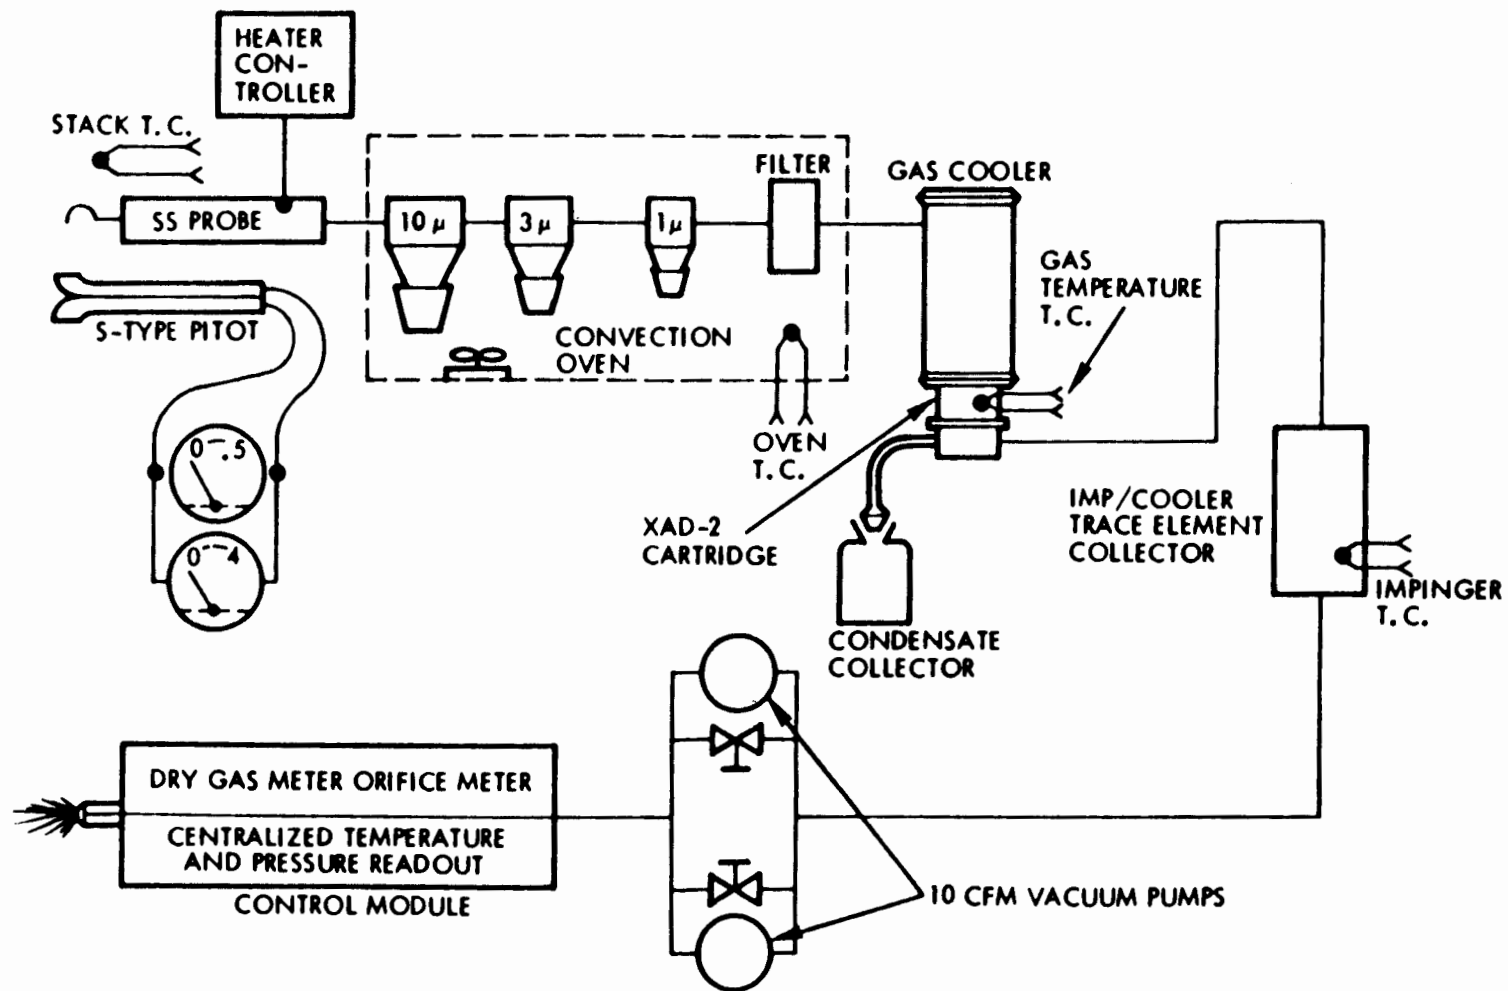 HEATER
CON-
TROLLER
STACK T.C.
SS PROBE
10 μ
3 μ
1 μ
FILTER
GAS COOLER
S-TYPE PITOT
CONVECTION
OVEN
GAS
TEMPERATURE
T.C.
OVEN
T.C.
0-.5
0-4
XAD-2
CARTRIDGE
IMP/COOLER
TRACE ELEMENT
COLLECTOR
IMPINGER
T.C.
CONDENSATE
COLLECTOR
DRY GAS METER ORIFICE METER
CENTRALIZED TEMPERATURE
AND PRESSURE READOUT
CONTROL MODULE
10 CFM VACUUM PUMPS